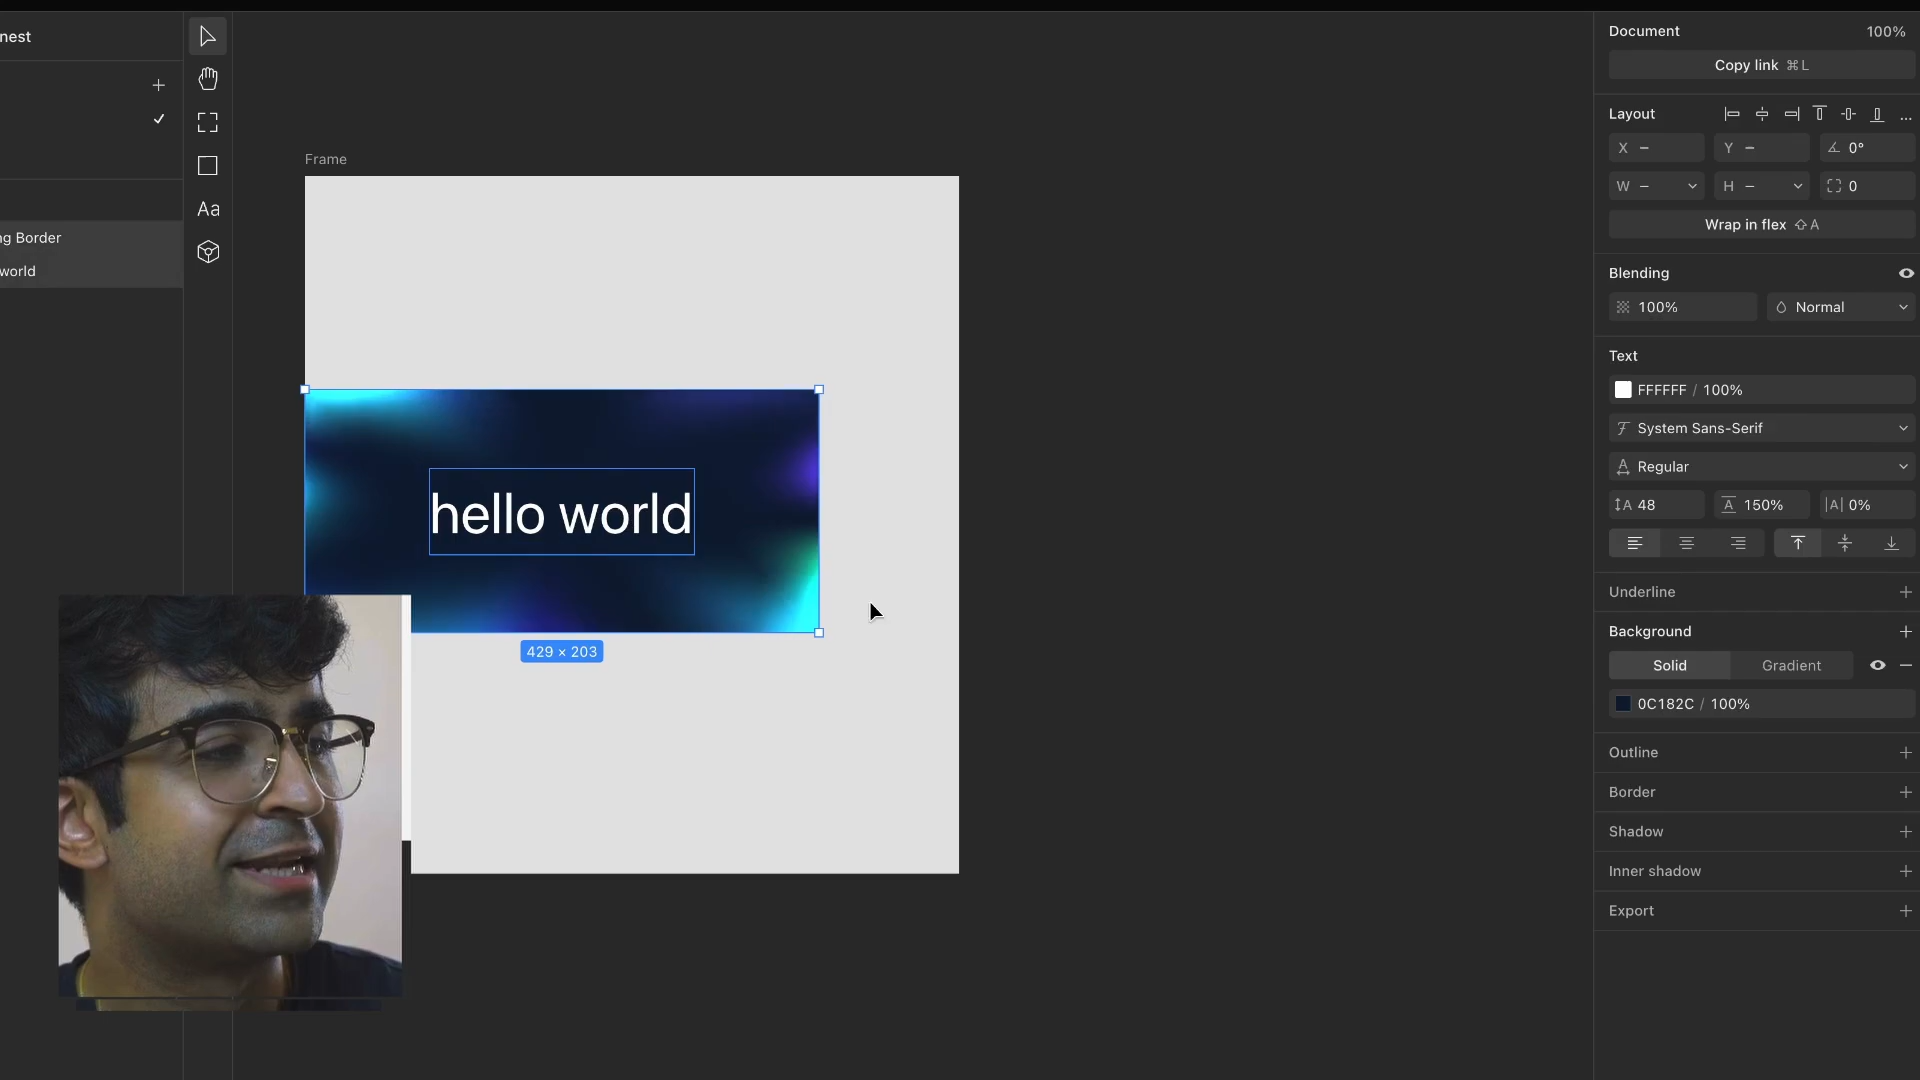 nest
ng Border
world
Aa
Frame
hello world
429 × 203
Document 100%
Copy link ⌘ L
Layout ...
X – Y – 0°
W – H – 0
Wrap in flex ⇧ A
Blending
100% Normal
Text
FFFFFF / 100%
System Sans-Serif
Regular
48 150% 0%
Underline
Background
Solid Gradient
0C182C / 100%
Outline
Border
Shadow
Inner shadow
Export